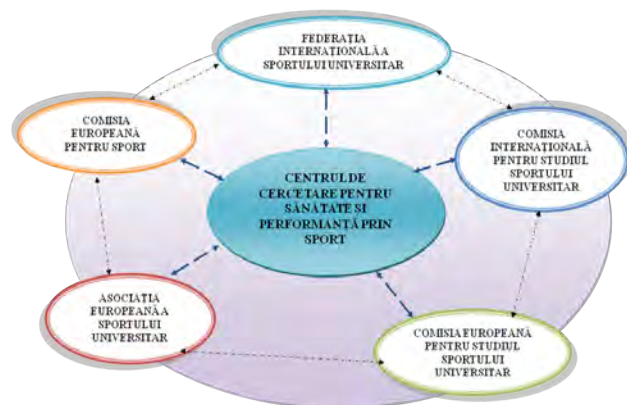 FEDERAȚIA
INTERNAȚIONALĂ A
SPORTULUI UNIVERSITAR
COMISIA
EUROPEANĂ
PENTRU SPORT
COMISIA
INTERNAȚIONALĂ
PENTRU STUDIUL
SPORTULUI
UNIVERSITAR
CENTRUL DE
CERCETARE PENTRU
SĂNĂTATE SI
PERFORMANȚĂ PRIN
SPORT
ASOCIAȚIA
EUROPEANĂ A
SPORTULUI
UNIVERSITAR
COMISIA EUROPEANĂ
PENTRU STUDIUL
SPORTULUI
UNIVERSITAR